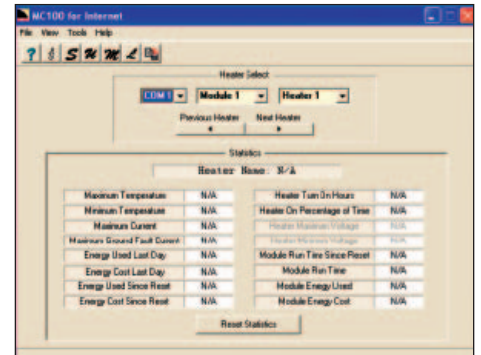 MC100 for Internet
File View Tools Help
? S U M L
Heater Select
COM 1 Module 1 Heater 1
Previous Heater Next Heater
Statistics
Heater Name: N/A
Maximum Temperature N/A Heater Turn On Hours N/A
Minimum Temperature N/A Heater On Percentage of Time N/A
Maximum Current N/A Heater Maximum Voltage N/A
Maximum Ground Fault Current N/A Heater Minimum Voltage N/A
Energy Used Last Day N/A Module Run Time Since Reset N/A
Energy Cost Last Day N/A Module Run Time N/A
Energy Used Since Reset N/A Module Energy Used N/A
Energy Cost Since Reset N/A Module Energy Cost N/A
Reset Statistics